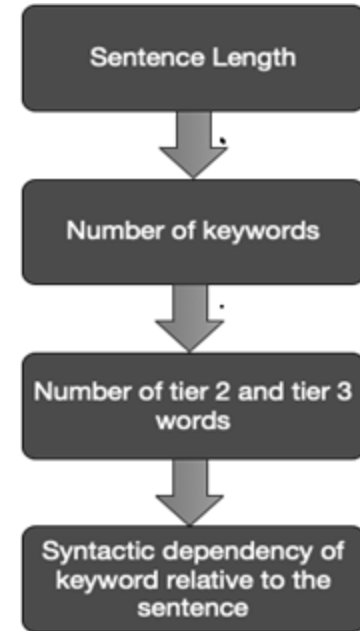 Sentence Length
Number of keywords
Number of tier 2 and tier 3
words
Syntactic dependency of
keyword relative to the
sentence